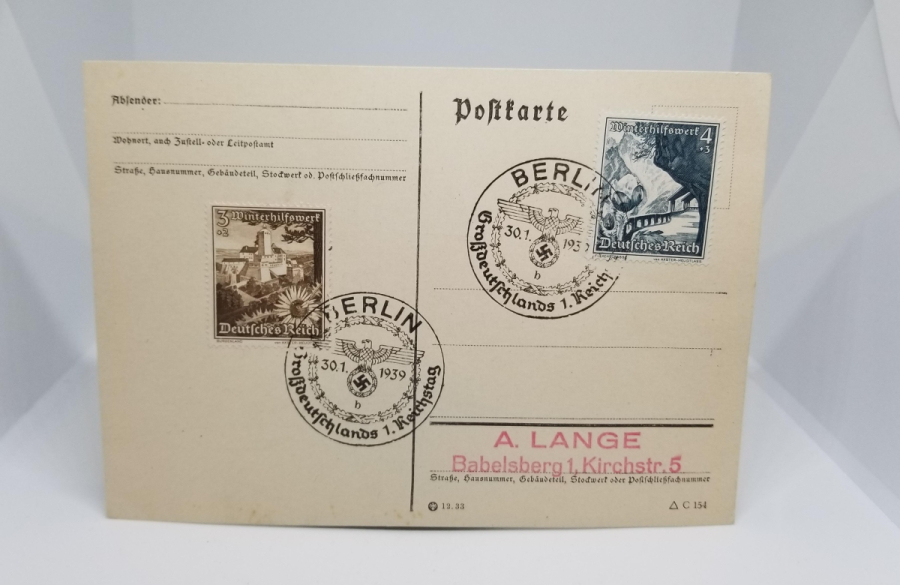 Absender:
Wohnort, auch Zustell- oder Leitpostamt
Straße, Hausnummer, Gebäudeteil, Stockwerk od. Postschließfachnummer
3
+2
Winterhilfswerk
Deutsches Reich
BERLIN
30.1. 1939
b
Großdeutschlands 1. Reichstag
Postkarte
Winterhilfswerk 4
+3
Deutsches Reich
BERLIN
30.1. 1939
b
Großdeutschlands 1. Reich
A. LANGE
Babelsberg 1, Kirchstr. 5
Straße, Hausnummer, Gebäudeteil, Stockwerk oder Postschließfachnummer
12.33
C 154